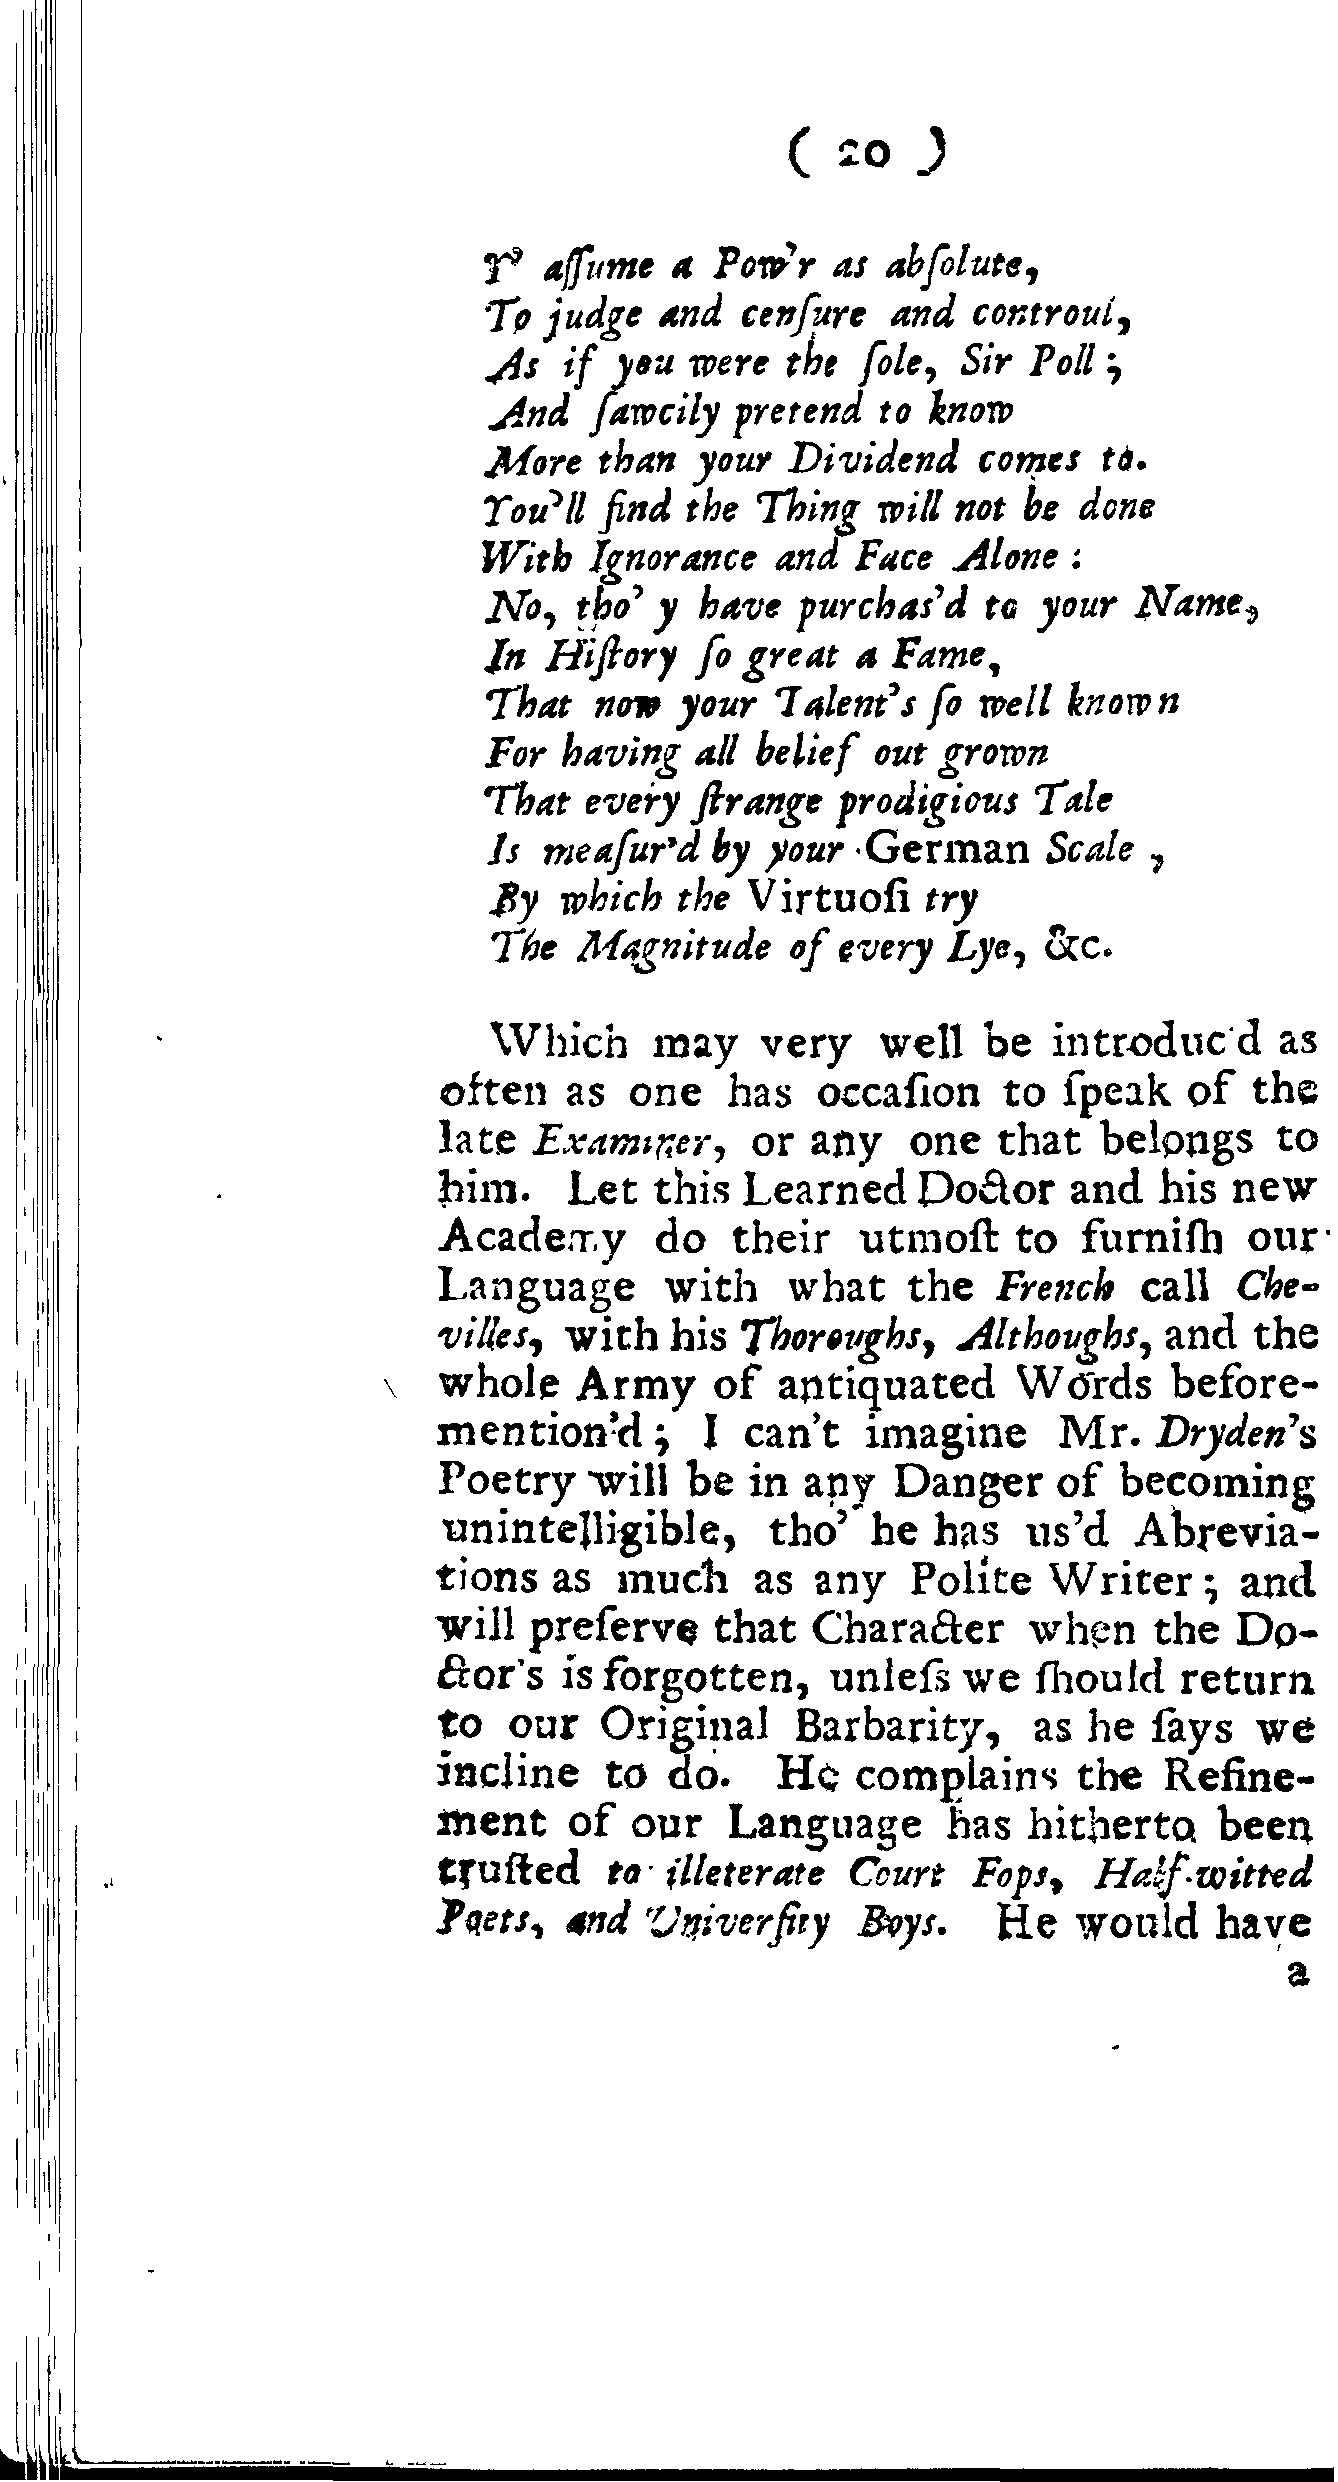 ( 20 )
T' aſſume a Pow'r as abſolute,
To judge and cenſure and controul,
As if you were the ſole, Sir Poll ;
And ſawcily pretend to know
More than your Dividend comes to.
You'll find the Thing will not be done
With Ignorance and Face Alone :
No, tho' y have purchas'd to your Name,
In Hiſtory ſo great a Fame,
That now your Talent's ſo well known
For having all belief out grown
That every ſtrange prodigious Tale
Is meaſur'd by your German Scale ,
By which the Virtuoſi try
The Magnitude of every Lye, &c.
Which may very well be introduc'd as
often as one has occaſion to ſpeak of the
late Examiner, or any one that belongs to
him. Let this Learned Doctor and his new
Academy do their utmoſt to furniſh our
Language with what the French call Che-
villes, with his Thoroughs, Althoughs, and the
whole Army of antiquated Words before-
mention'd ; I can't imagine Mr. Dryden's
Poetry will be in any Danger of becoming
unintelligible, tho' he has us'd Abrevia-
tions as much as any Polite Writer ; and
will preſerve that Character when the Do-
ctor's is forgotten, unleſs we ſhould return
to our Original Barbarity, as he ſays we
incline to do. He complains the Refine-
ment of our Language has hitherto been
truſted to illeterate Court Fops, Half-witted
Poets, and Univerſity Boys. He would have
a